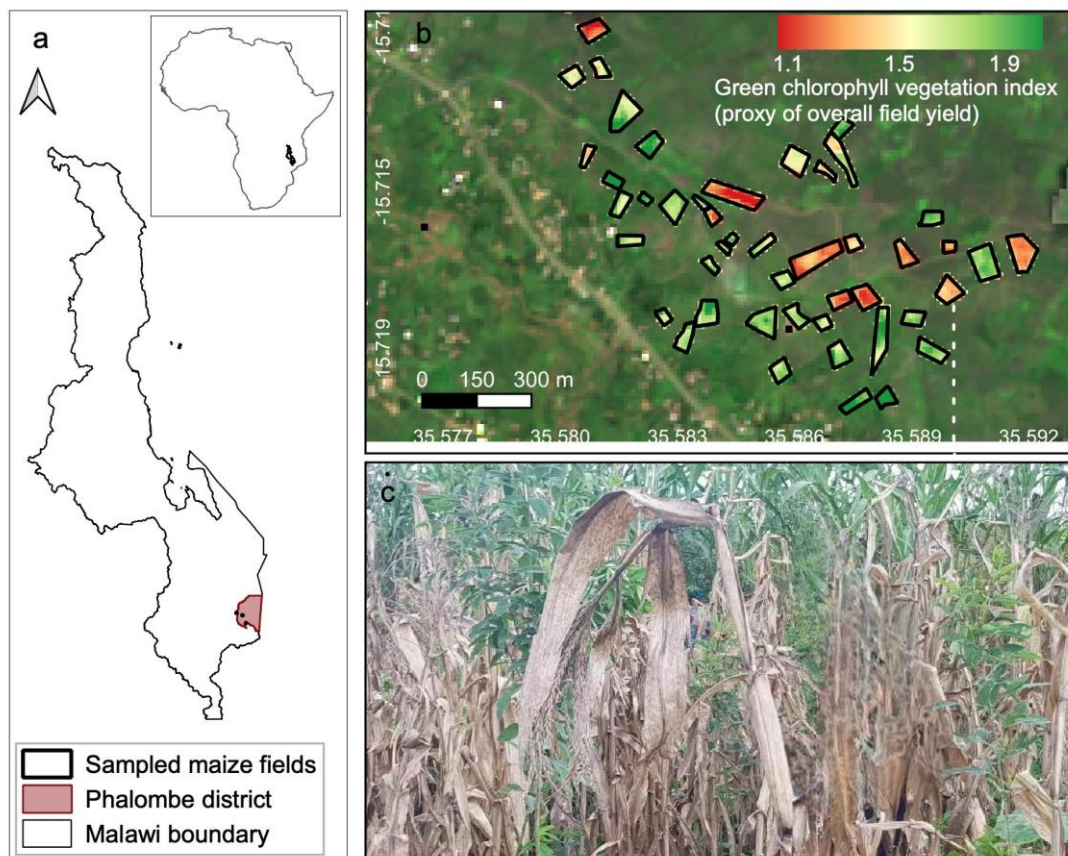 a
Sampled maize fields
Phalombe district
Malawi boundary
b
1.1 1.5 1.9
Green chlorophyll vegetation index
(proxy of overall field yield)
-15.711
-15.715
-15.719
0 150 300 m
35.577 35.580 35.583 35.586 35.589 35.592
c